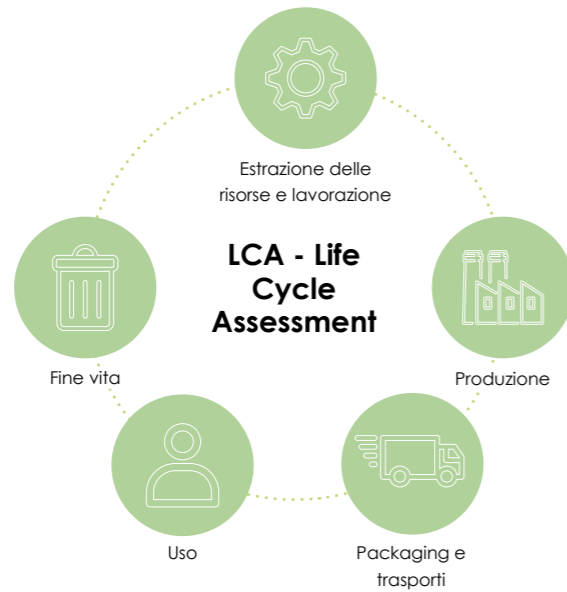 Estrazione delle
risorse e lavorazione
LCA - Life
Cycle
Assessment
Produzione
Fine vita
Uso
Packaging e
trasporti